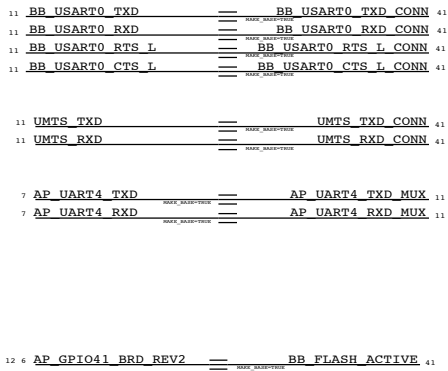 11 BB_USART0_TXD BB_USART0_TXD_CONN 41
MAKE_BASE=TRUE
11 BB_USART0_RXD BB_USART0_RXD_CONN 41
MAKE_BASE=TRUE
11 BB_USART0_RTS_L BB_USART0_RTS_L_CONN 41
MAKE_BASE=TRUE
11 BB_USART0_CTS_L BB_USART0_CTS_L_CONN 41
MAKE_BASE=TRUE
11 UMTS_TXD UMTS_TXD_CONN 41
MAKE_BASE=TRUE
11 UMTS_RXD UMTS_RXD_CONN 41
MAKE_BASE=TRUE
7 AP_UART4_TXD AP_UART4_TXD_MUX 11
MAKE_BASE=TRUE
7 AP_UART4_RXD AP_UART4_RXD_MUX 11
MAKE_BASE=TRUE
12 6 AP_GPIO41_BRD_REV2 BB_FLASH_ACTIVE 41
MAKE_BASE=TRUE